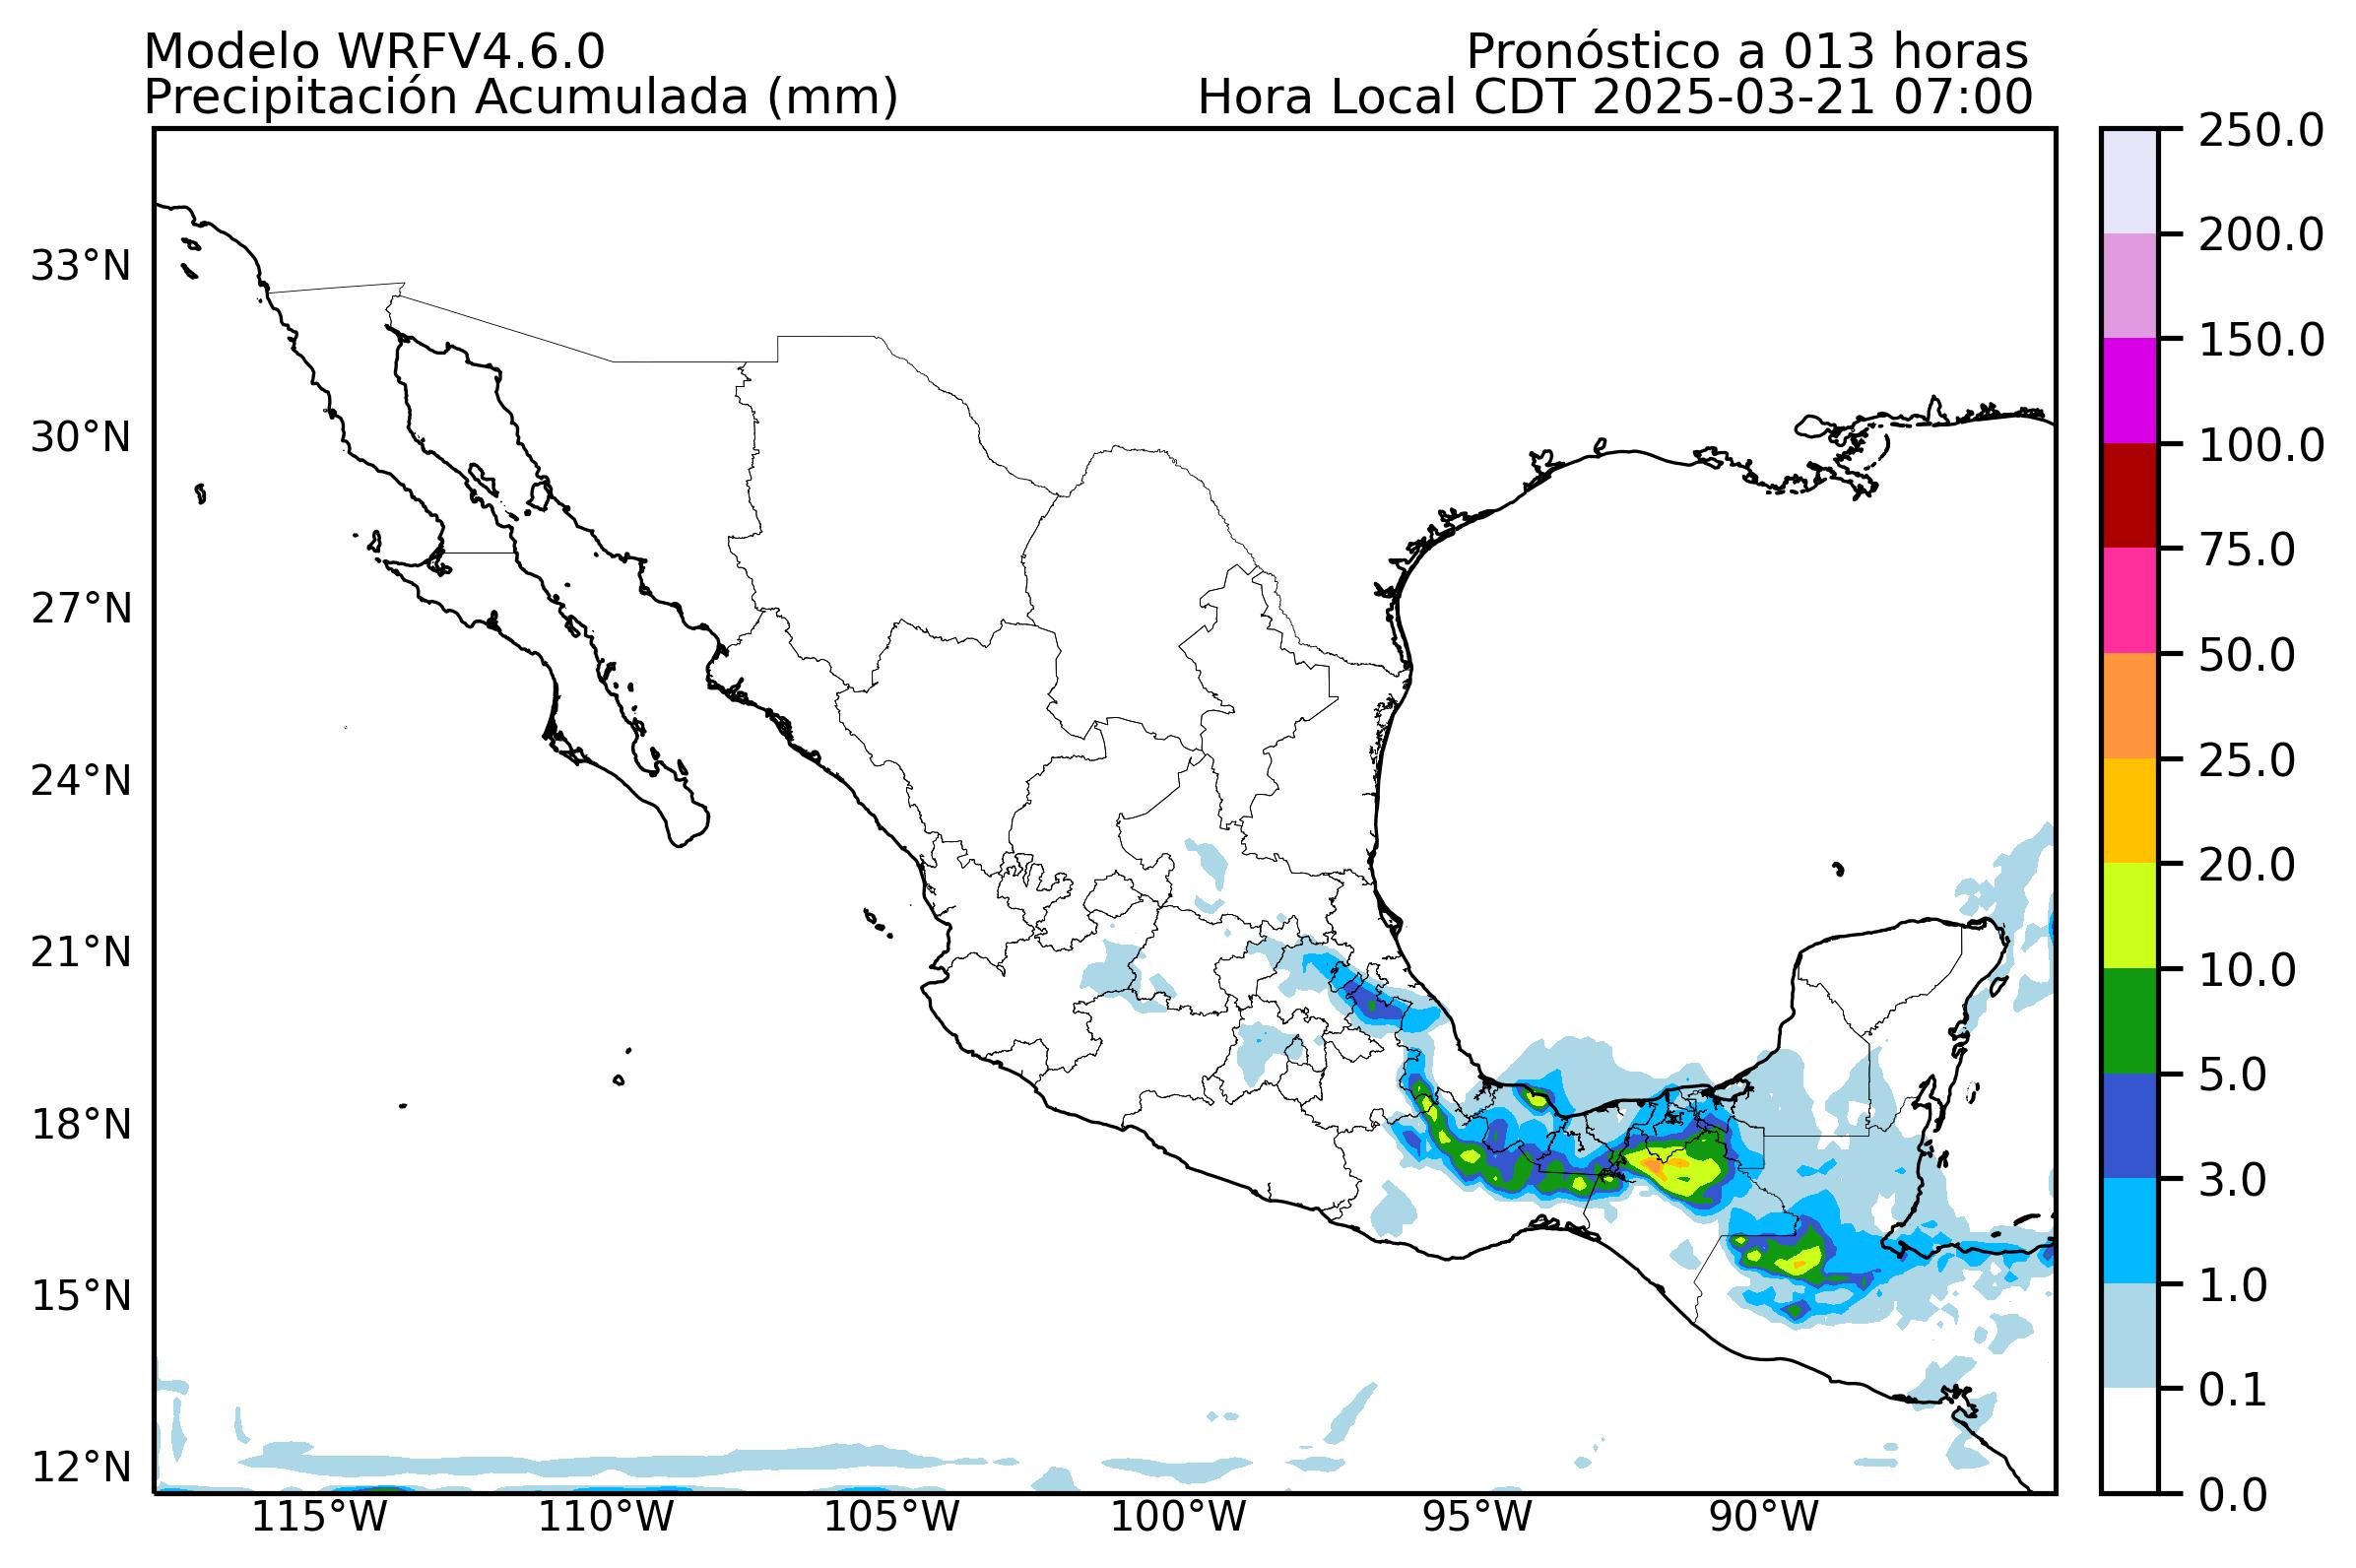 Modelo WRFV4.6.0
Pronóstico a 013 horas
Precipitación Acumulada (mm)
Hora Local CDT 2025-03-21 07:00
33°N
30°N
27°N
24°N
21°N
18°N
15°N
12°N
115°W
110°W
105°W
100°W
95°W
90°W
250.0
200.0
150.0
100.0
75.0
50.0
25.0
20.0
10.0
5.0
3.0
1.0
0.1
0.0